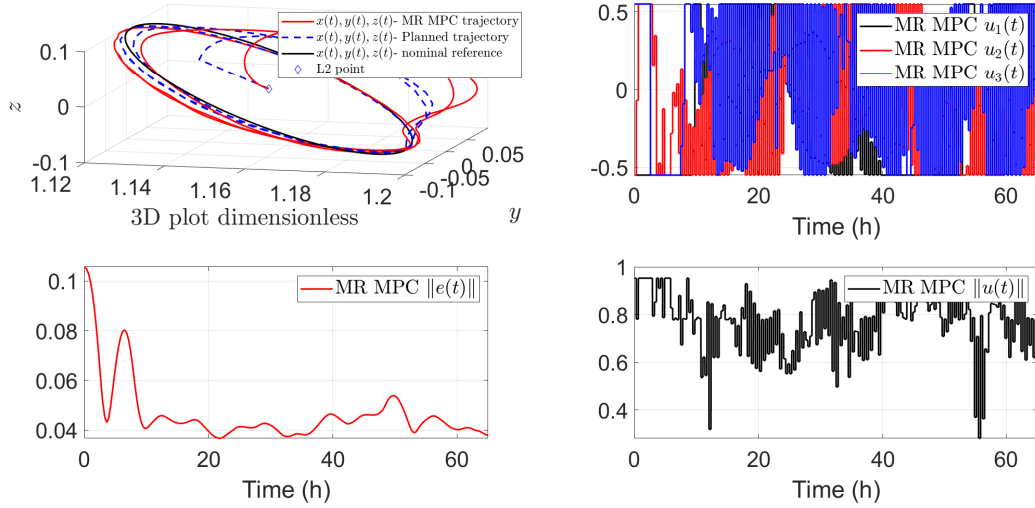 x(t), y(t), z(t)- MR MPC trajectory
x(t), y(t), z(t)- Planned trajectory
x(t), y(t), z(t)- nominal reference
L2 point
0.1
0
-0.1
z
1.12
1.14
1.16
1.18
1.2
-0.1
-0.05
0
0.05
y
3D plot dimensionless
MR MPC u₁(t)
MR MPC u₂(t)
MR MPC u₃(t)
0.5
0
-0.5
0
20
40
60
Time (h)
MR MPC ‖e(t)‖
0.1
0.08
0.06
0.04
0
20
40
60
Time (h)
MR MPC ‖u(t)‖
1
0.8
0.6
0.4
0
20
40
60
Time (h)